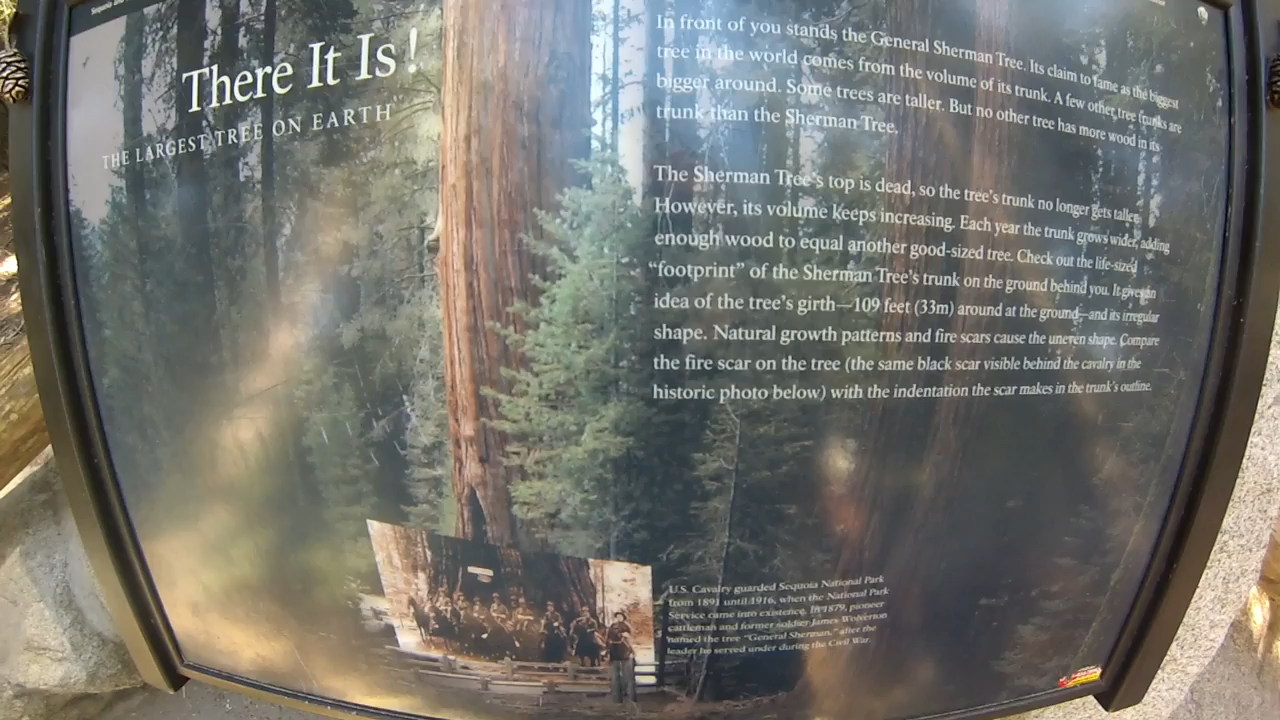 There It Is!
THE LARGEST TREE ON EARTH
In front of you stands the General Sherman Tree. Its claim to fame as the biggest
tree in the world comes from the volume of its trunk. A few other tree trunks are
bigger around. Some trees are taller. But no other tree has more wood in its
trunk than the Sherman Tree.
The Sherman Tree's top is dead, so the tree's trunk no longer gets taller.
However, its volume keeps increasing. Each year the trunk grows wider, adding
enough wood to equal another good-sized tree. Check out the life-sized
“footprint” of the Sherman Tree's trunk on the ground behind you. It gives an
idea of the tree's girth—109 feet (33m) around at the ground—and its irregular
shape. Natural growth patterns and fire scars cause the uneven shape. Compare
the fire scar on the tree (the same black scar visible behind the cavalry in the
historic photo below) with the indentation the scar makes in the trunk's outline.
U.S. Cavalry guarded Sequoia National Park
from 1891 until 1916, when the National Park
Service came into existence. In 1879, pioneer
cattleman and former soldier James Wolverton
named the tree “General Sherman,” after the
leader he served under during the Civil War.